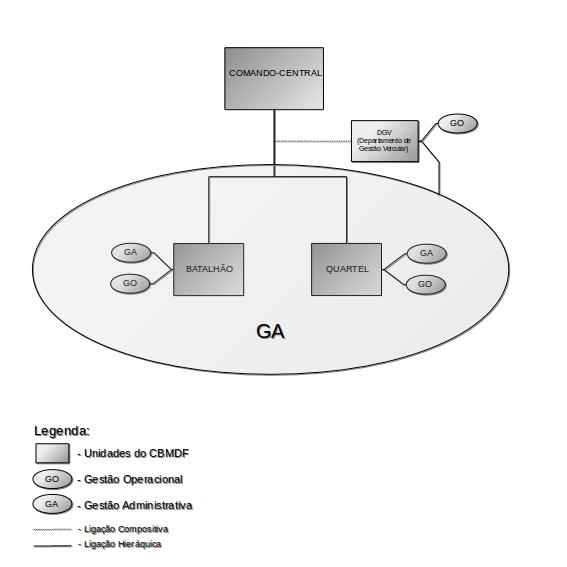 COMANDO-CENTRAL
DGV
(Departamento de
Gestão Veicular)
GO
GA
GO
BATALHÃO
QUARTEL
GA
GO
GA
Legenda:
- Unidades do CBMDF
GO - Gestão Operacional
GA - Gestão Administrativa
- Ligação Compositiva
- Ligação Hieráquica